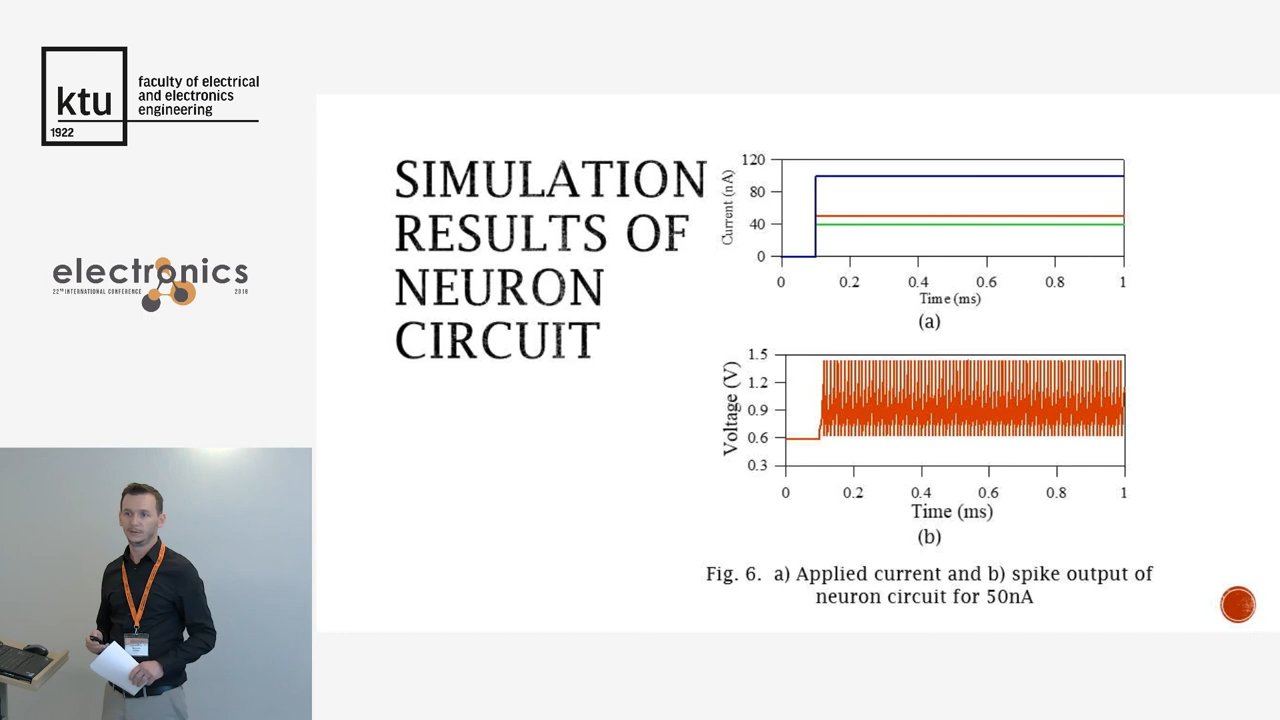 ktu
1922
faculty of electrical
and electronics
engineering
electronics
22TH INTERNATIONAL CONFERENCE 2018
SIMULATION
RESULTS OF
NEURON
CIRCUIT
Current (nA)
120
80
40
0
0 0.2 0.4 0.6 0.8 1
Time (ms)
(a)
Voltage (V)
1.5
1.2
0.9
0.6
0.3
0 0.2 0.4 0.6 0.8 1
Time (ms)
(b)
Fig. 6. a) Applied current and b) spike output of
neuron circuit for 50nA